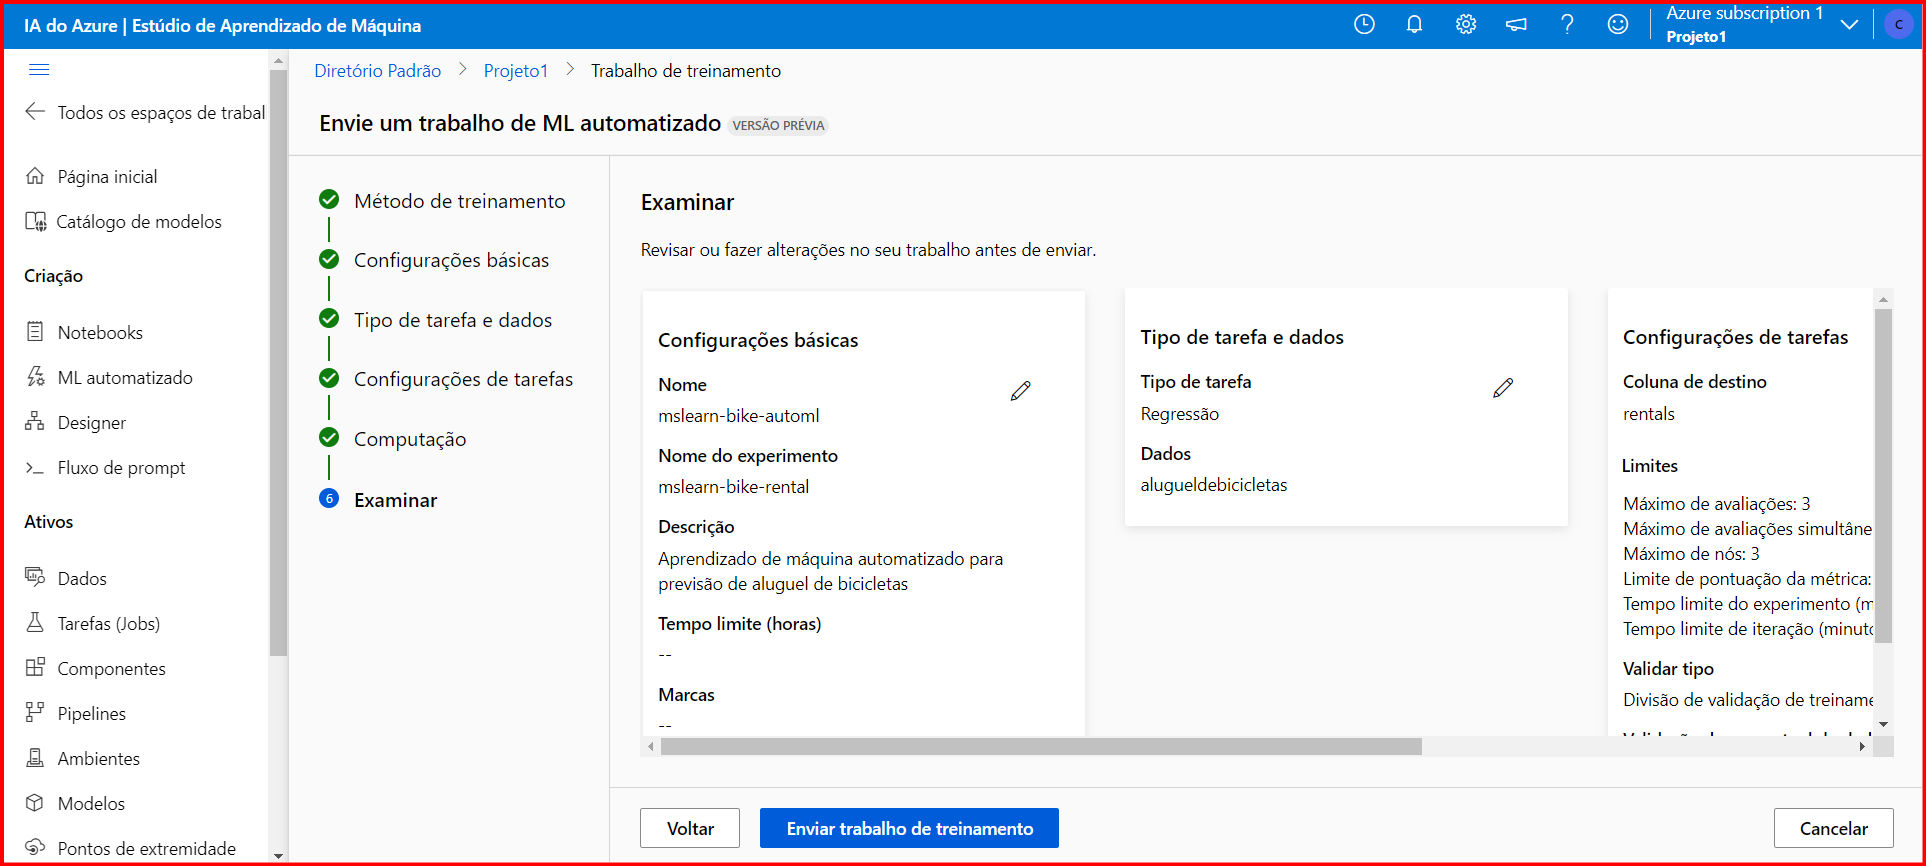 IA do Azure | Estúdio de Aprendizado de Máquina
Azure subscription 1
Projeto1
C
Todos os espaços de trabal
Página inicial
Catálogo de modelos
Criação
Notebooks
ML automatizado
Designer
Fluxo de prompt
Ativos
Dados
Tarefas (Jobs)
Componentes
Pipelines
Ambientes
Modelos
Pontos de extremidade
Diretório Padrão > Projeto1 > Trabalho de treinamento
Envie um trabalho de ML automatizado VERSÃO PRÉVIA
Método de treinamento
Configurações básicas
Tipo de tarefa e dados
Configurações de tarefas
Computação
6 Examinar
Examinar
Revisar ou fazer alterações no seu trabalho antes de enviar.
Configurações básicas
Nome
mslearn-bike-automl
Nome do experimento
mslearn-bike-rental
Descrição
Aprendizado de máquina automatizado para
previsão de aluguel de bicicletas
Tempo limite (horas)
--
Marcas
--
Tipo de tarefa e dados
Tipo de tarefa
Regressão
Dados
alugueldebicicletas
Configurações de tarefas
Coluna de destino
rentals
Limites
Máximo de avaliações: 3
Máximo de avaliações simultâne
Máximo de nós: 3
Limite de pontuação da métrica:
Tempo limite do experimento (m
Tempo limite de iteração (minuto
Validar tipo
Divisão de validação de treiname
Voltar
Enviar trabalho de treinamento
Cancelar